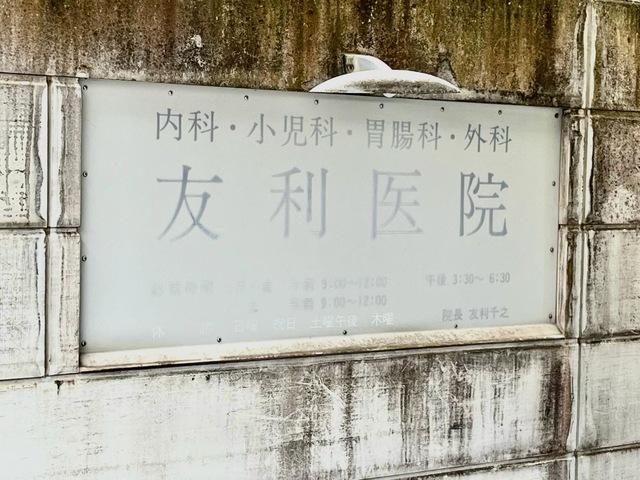 内科・小児科・胃腸科・外科
友利医院
診療時間 月～金 午前 9:00～12:00 午後 3:30～6:30
土 午前 9:00～12:00
休 診 日曜 祝日 土曜午後 木曜 院長 友利千之